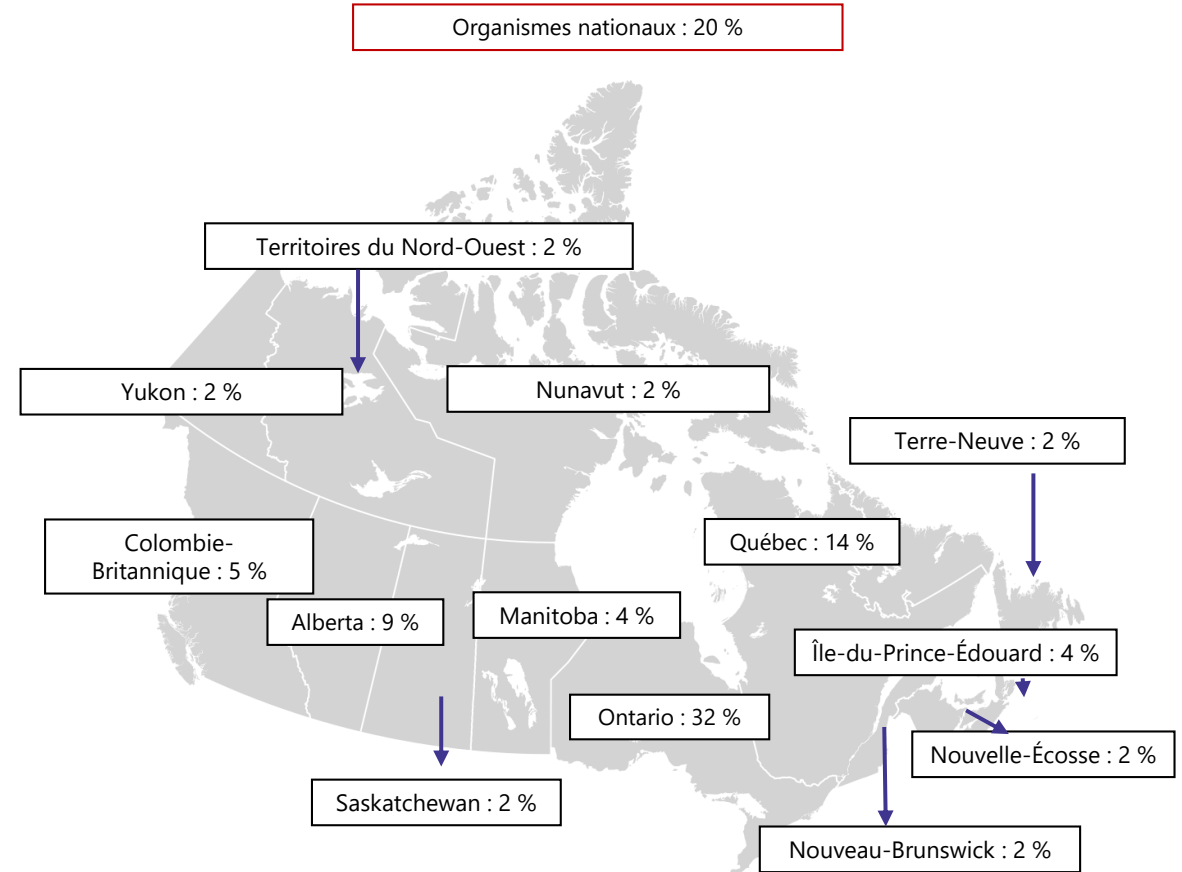 Organismes nationaux : 20 %
Territoires du Nord-Ouest : 2 %
Yukon : 2 %
Nunavut : 2 %
Terre-Neuve : 2 %
Colombie-
Britannique : 5 %
Québec : 14 %
Alberta : 9 %
Manitoba : 4 %
Île-du-Prince-Édouard : 4 %
Ontario : 32 %
Nouvelle-Écosse : 2 %
Saskatchewan : 2 %
Nouveau-Brunswick : 2 %